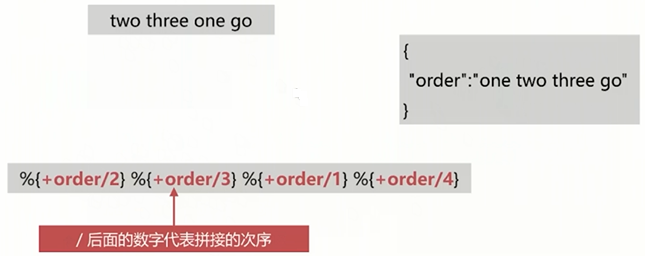 two three one go
{
"order":"one two three go"
}
%{+order/2} %{+order/3} %{+order/1} %{+order/4}
/ 后面的数字代表拼接的次序